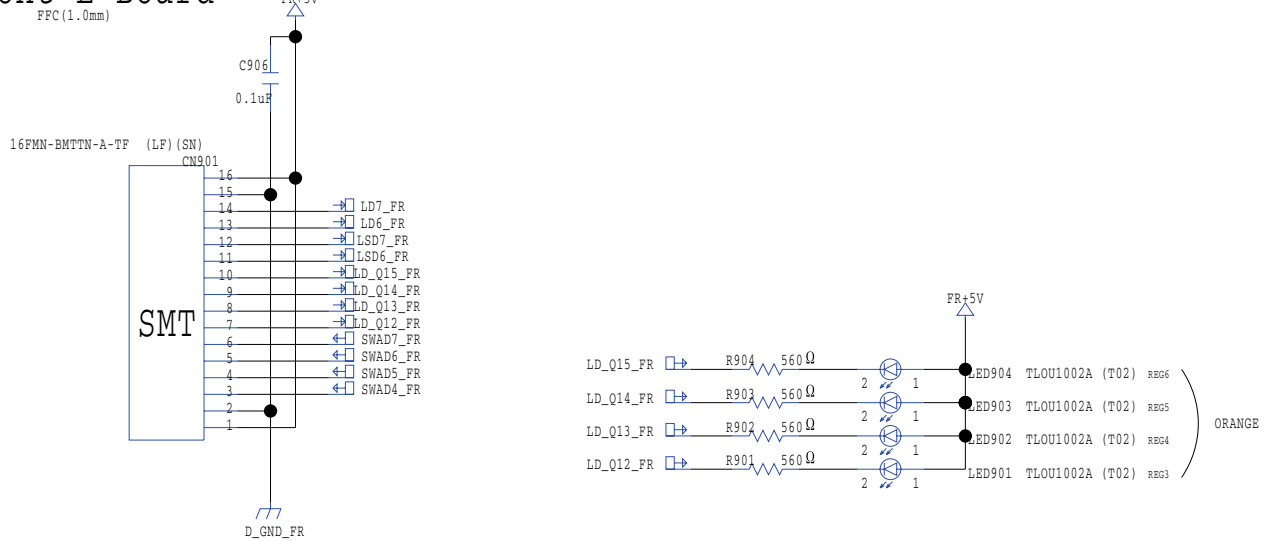 FFC(1.0mm)
C906
0.1uF
16FMN-BMTTN-A-TF (LF)(SN)
CN901
SMT
16
15
14 LD7_FR
13 LD6_FR
12 LSD7_FR
11 LSD6_FR
10 LD_Q15_FR
9 LD_Q14_FR
8 LD_Q13_FR
7 LD_Q12_FR
6 SWAD7_FR
5 SWAD6_FR
4 SWAD5_FR
3 SWAD4_FR
2
1
D_GND_FR
FR+5V
LD_Q15_FR R904 560Ω 2 1 LED904 TLOU1002A (T02) REG6
LD_Q14_FR R903 560Ω 2 1 LED903 TLOU1002A (T02) REG5
LD_Q13_FR R902 560Ω 2 1 LED902 TLOU1002A (T02) REG4
LD_Q12_FR R901 560Ω 2 1 LED901 TLOU1002A (T02) REG3
ORANGE